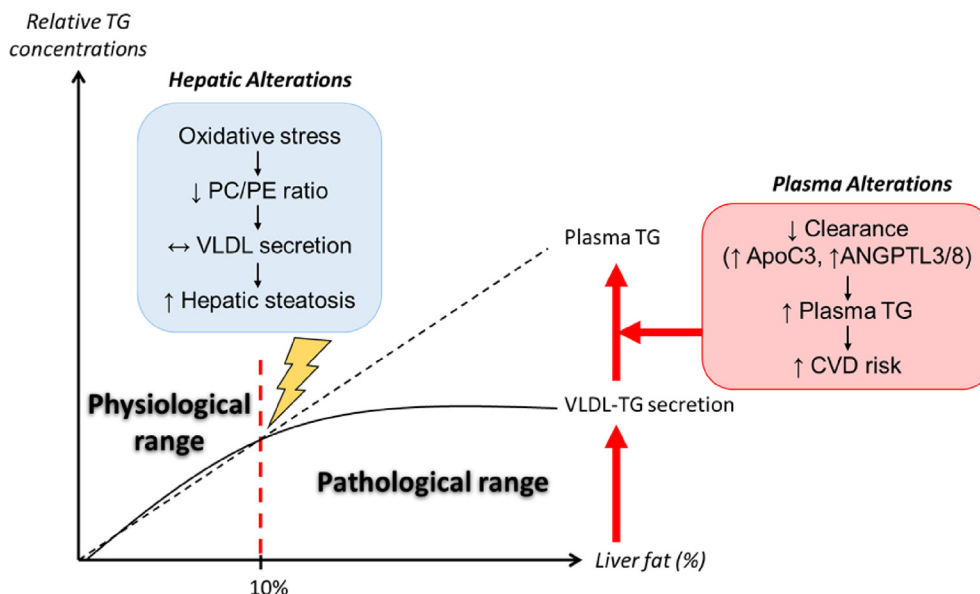 Relative TG
concentrations
Hepatic Alterations
Oxidative stress
↓ PC/PE ratio
↔ VLDL secretion
↑ Hepatic steatosis
Plasma Alterations
↓ Clearance
(↑ ApoC3, ↑ANGPTL3/8)
↑ Plasma TG
↑ CVD risk
Plasma TG
VLDL-TG secretion
Physiological
range
Pathological range
Liver fat (%)
10%